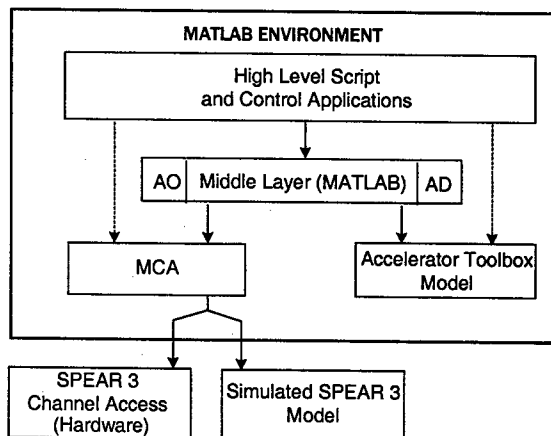 MATLAB ENVIRONMENT
High Level Script
and Control Applications
AO Middle Layer (MATLAB) AD
MCA
Accelerator Toolbox
Model
SPEAR 3
Channel Access
(Hardware)
Simulated SPEAR 3
Model